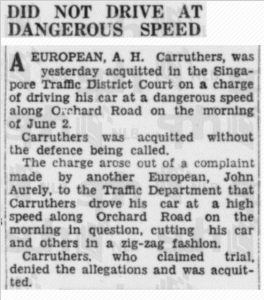 DID NOT DRIVE AT
DANGEROUS SPEED
A EUROPEAN, A. H. Carruthers, was
yesterday acquitted in the Singa-
pore Traffic District Court on a charge
of driving his car at a dangerous speed
along Orchard Road on the morning
of June 2.
Carruthers was acquitted without
the defence being called.
The charge arose out of a complaint
made by another European, John
Aurely, to the Traffic Department that
Carruthers drove his car at a high
speed along Orchard Road on the
morning in question, cutting his car
and others in a zig-zag fashion.
Carruthers, who claimed trial,
denied the allegations and was acquit-
ted.